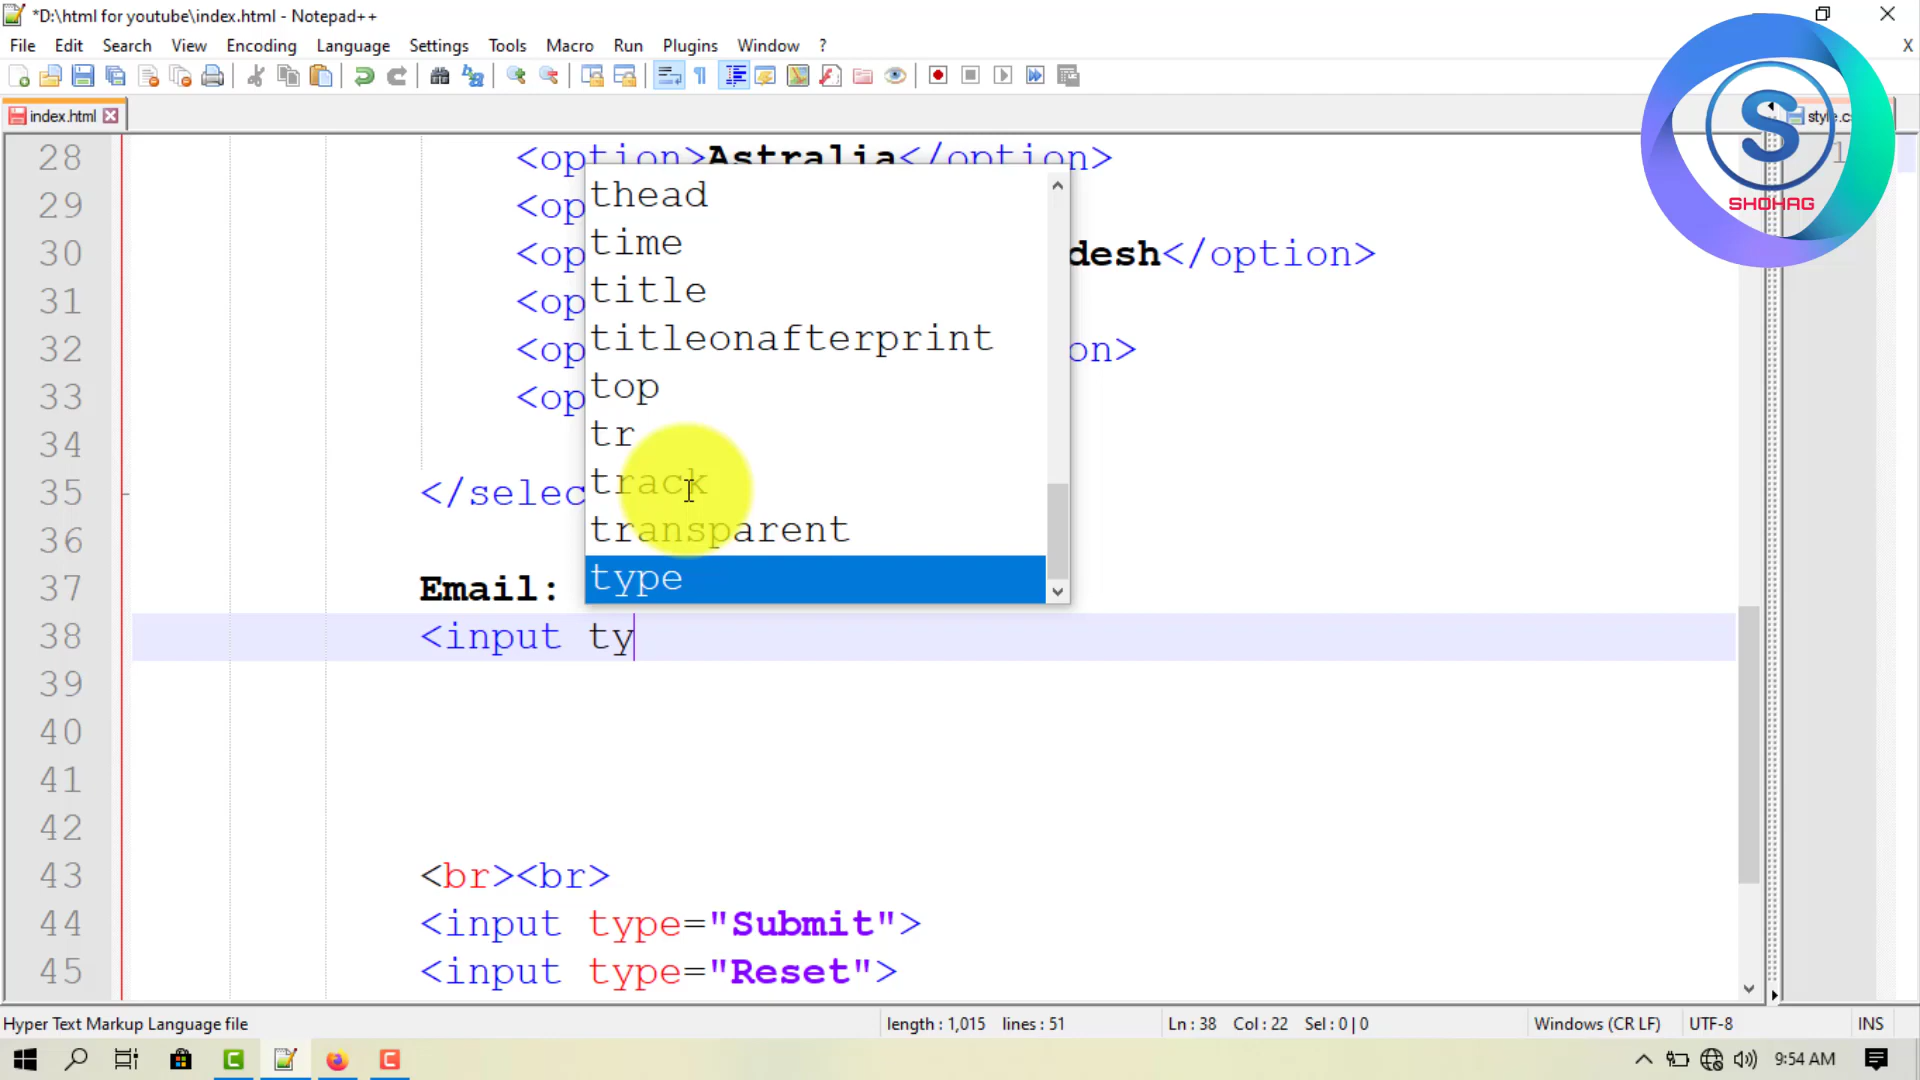 *D:\html for youtube\index.html - Notepad++
File Edit Search View Encoding Language Settings Tools Macro Run Plugins Window ? X
index.html
style.c
SHOHAG
28 <option>Astralia</option>
29 <op
30 <op desh</option>
31 <op
32 <op on>
33 <op
34
35 </selec
36
37 Email:
38 <input ty
39
40
41
42
43 <br><br>
44 <input type="Submit">
45 <input type="Reset">
thead
time
title
titleonafterprint
top
tr
track
transparent
type
1
Hyper Text Markup Language file length : 1,015 lines : 51 Ln : 38 Col : 22 Sel : 0 | 0 Windows (CR LF) UTF-8 INS
9:54 AM